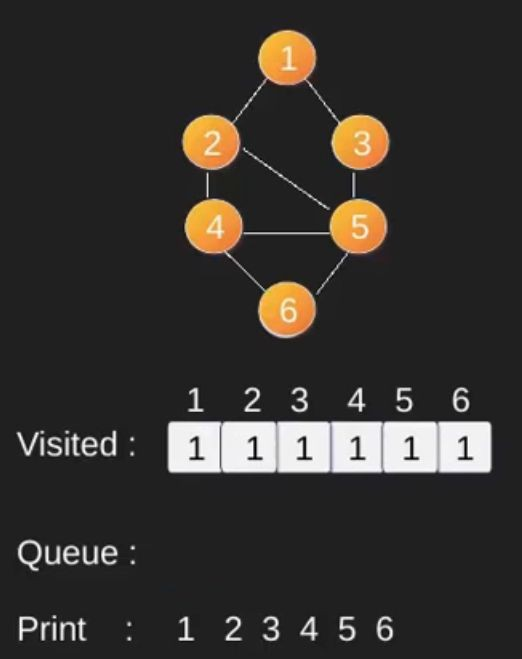 1
2 3
4 5
6
1 2 3 4 5 6
Visited : 1 1 1 1 1 1
Queue :
Print : 1 2 3 4 5 6